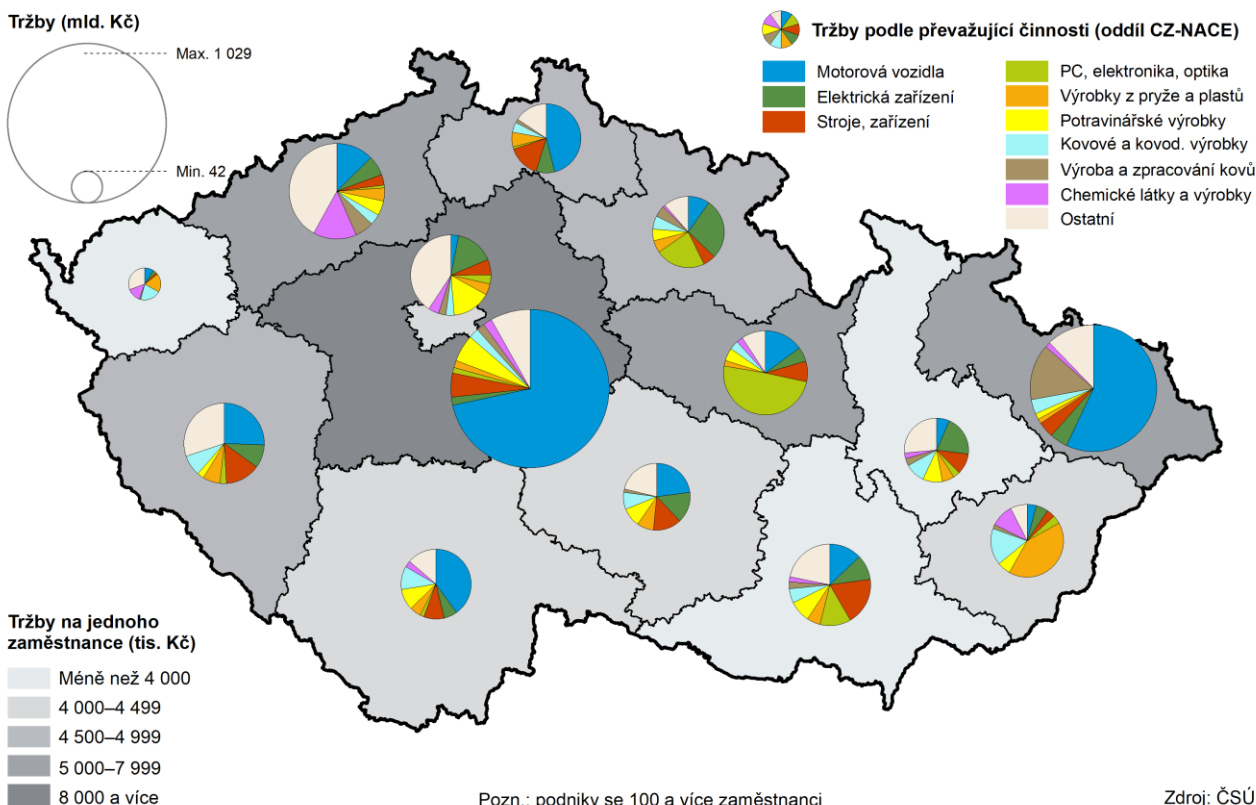 Tržby (mld. Kč)
Max. 1 029
Min. 42
Tržby podle převažující činnosti (oddíl CZ-NACE)
Motorová vozidla
Elektrická zařízení
Stroje, zařízení
PC, elektronika, optika
Výrobky z pryže a plastů
Potravinářské výrobky
Kovové a kovod. výrobky
Výroba a zpracování kovů
Chemické látky a výrobky
Ostatní
Tržby na jednoho
zaměstnance (tis. Kč)
Méně než 4 000
4 000–4 499
4 500–4 999
5 000–7 999
8 000 a více
Pozn.: podniky se 100 a více zaměstnanci
Zdroj: ČSÚ